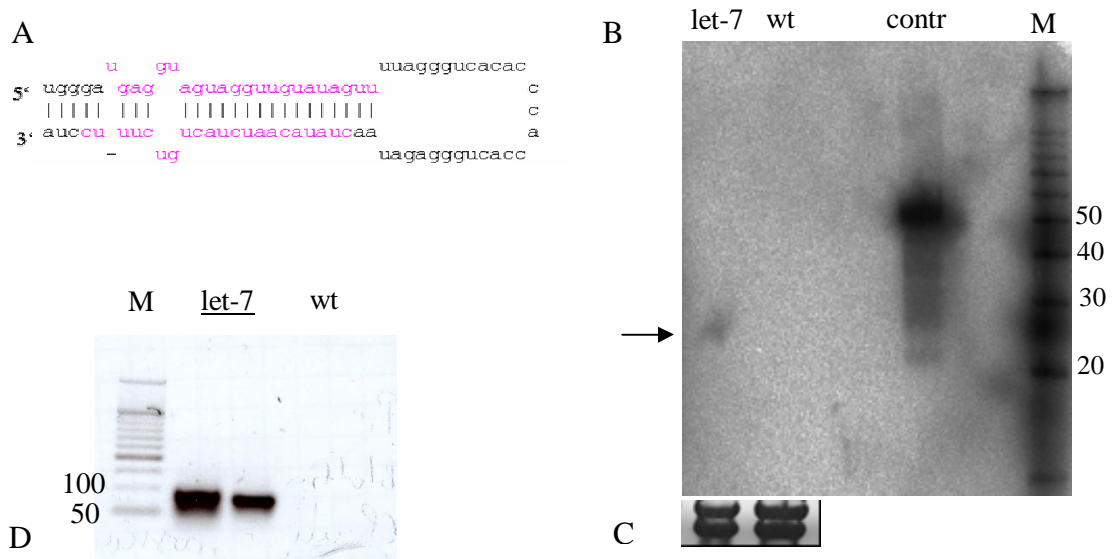 let-7 wt contr M
A
B
u gu uuagggucacac
5‘ uggga gag aguagguuguauaguu c
c
3‘ auccu uuc ucaucuaacauaucaa a
- ug uagagggucacc
50
40
30
20
M let-7 wt
100
50
D
C